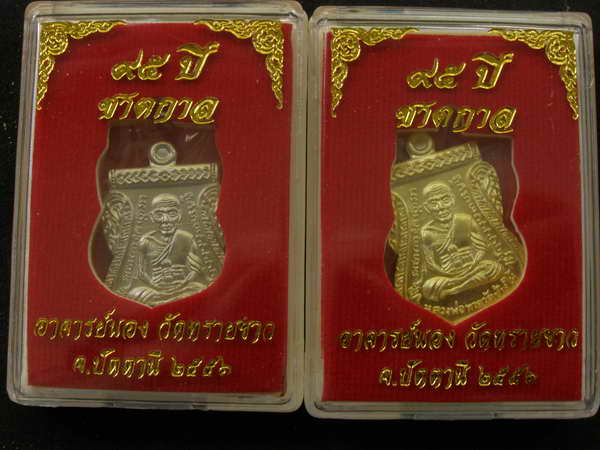 ๙๕ ปี
ชาตกาล
อาจารย์นอง วัดทรายขาว
จ.ปัตตานี ๒๕๕๖
๙๕ ปี
ชาตกาล
อาจารย์นอง วัดทรายขาว
จ.ปัตตานี ๒๕๕๖